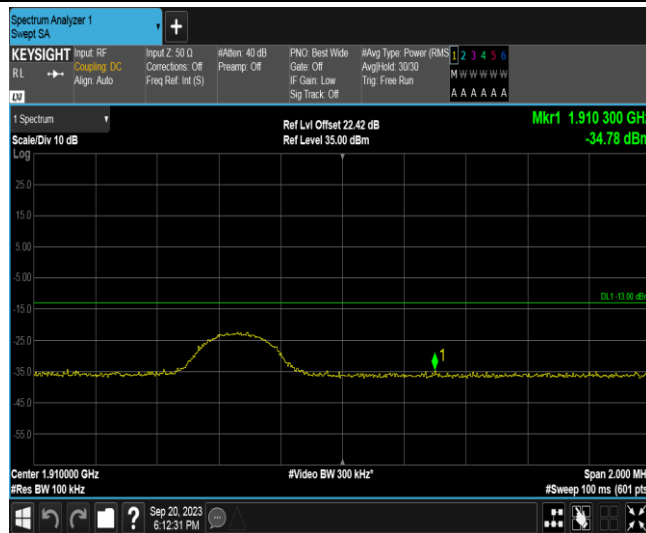 Spectrum Analyzer 1
Swept SA
+
KEYSIGHT
RL
LXI
Input: RF
Coupling: DC
Align: Auto
Input Z: 50 Ω
Corrections: Off
Freq Ref: Int (S)
#Atten: 40 dB
Preamp: Off
PNO: Best Wide
Gate: Off
IF Gain: Low
Sig Track: Off
#Avg Type: Power (RMS
Avg|Hold: 30/30
Trig: Free Run
1 2 3 4 5 6
M W W W W W
A A A A A A
1 Spectrum
Scale/Div 10 dB
Log
Ref Lvl Offset 22.42 dB
Ref Level 35.00 dBm
Mkr1 1.910 300 GHz
-34.78 dBm
25.0
15.0
5.00
-5.00
-15.0
-25.0
-35.0
-45.0
-55.0
DL1 -13.00 dBm
1
Center 1.910000 GHz
#Res BW 100 kHz
#Video BW 300 kHz*
Span 2.000 MH
#Sweep 100 ms (601 pts
?
Sep 20, 2023
6:12:31 PM